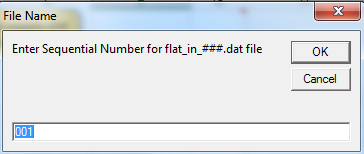 File Name
Enter Sequential Number for flat_in_###.dat file
OK
Cancel
001